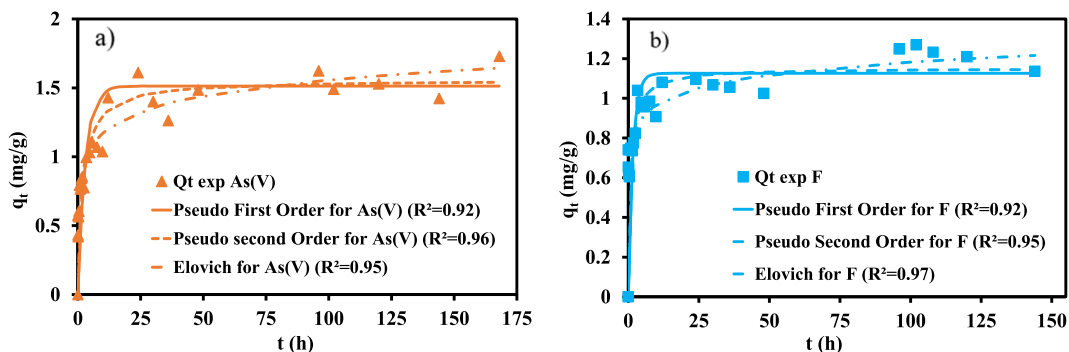 a)
q_t (mg/g)
2
1.5
1
0.5
0
Qt exp As(V)
Pseudo First Order for As(V) (R²=0.92)
Pseudo second Order for As(V) (R²=0.96)
Elovich for As(V) (R²=0.95)
0 25 50 75 100 125 150 175
t (h)
b)
q_t (mg/g)
1.4
1.2
1
0.8
0.6
0.4
0.2
0
Qt exp F
Pseudo First Order for F (R²=0.92)
Pseudo Second Order for F (R²=0.95)
Elovich for F (R²=0.97)
0 25 50 75 100 125 150
t (h)